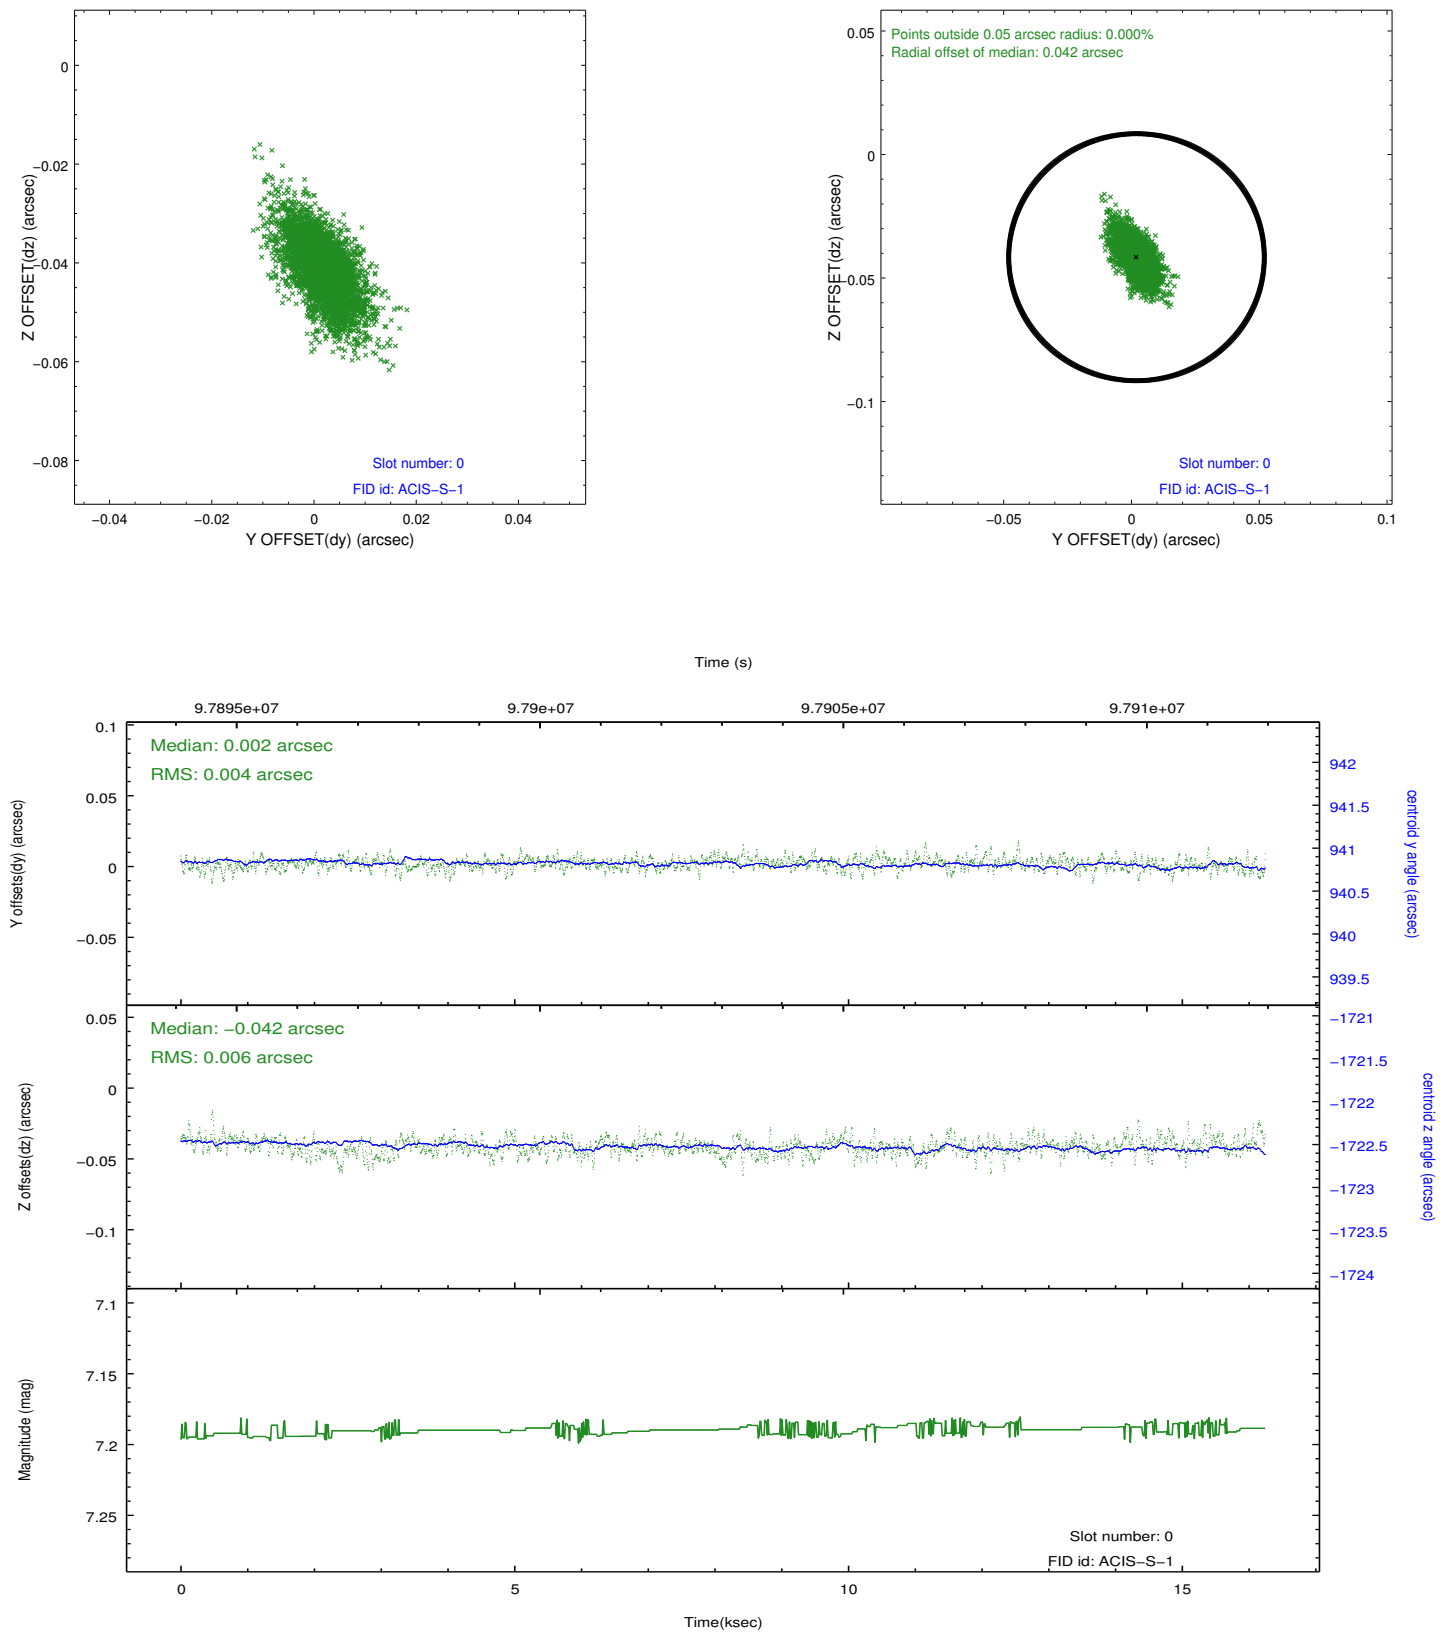 0
−0.02
−0.04
−0.06
−0.08
Z OFFSET(dz) (arcsec)
Slot number: 0
FID id: ACIS−S−1
−0.04
−0.02
0
0.02
0.04
Y OFFSET(dy) (arcsec)
Points outside 0.05 arcsec radius: 0.000%
Radial offset of median: 0.042 arcsec
0.05
0
−0.05
−0.1
Z OFFSET(dz) (arcsec)
Slot number: 0
FID id: ACIS−S−1
−0.05
0
0.05
0.1
Y OFFSET(dy) (arcsec)
Time (s)
9.7895e+07
9.79e+07
9.7905e+07
9.791e+07
Median: 0.002 arcsec
RMS: 0.004 arcsec
0.1
0.05
0
−0.05
Y offsets(dy) (arcsec)
942
941.5
941
940.5
940
939.5
centroid y angle (arcsec)
Median: −0.042 arcsec
RMS: 0.006 arcsec
0.05
0
−0.05
−0.1
Z offsets(dz) (arcsec)
−1721
−1721.5
−1722
−1722.5
−1723
−1723.5
−1724
centroid z angle (arcsec)
7.1
7.15
7.2
7.25
Magnitude (mag)
Slot number: 0
FID id: ACIS−S−1
0
5
10
15
Time(ksec)